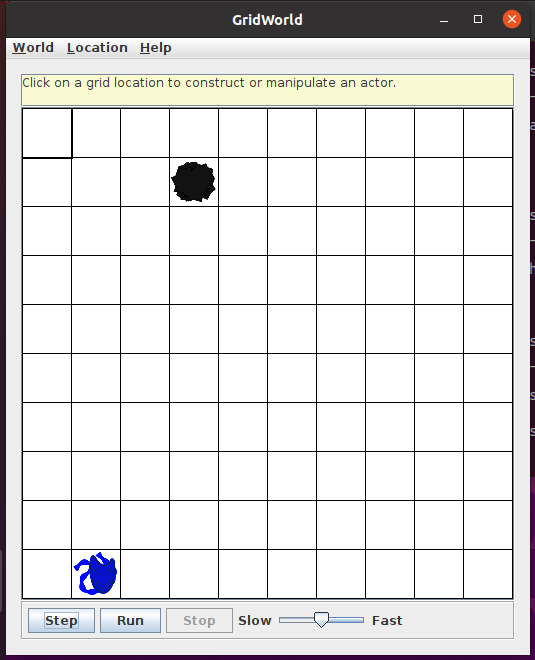 GridWorld
World Location Help
Click on a grid location to construct or manipulate an actor.
Step Run Stop Slow Fast